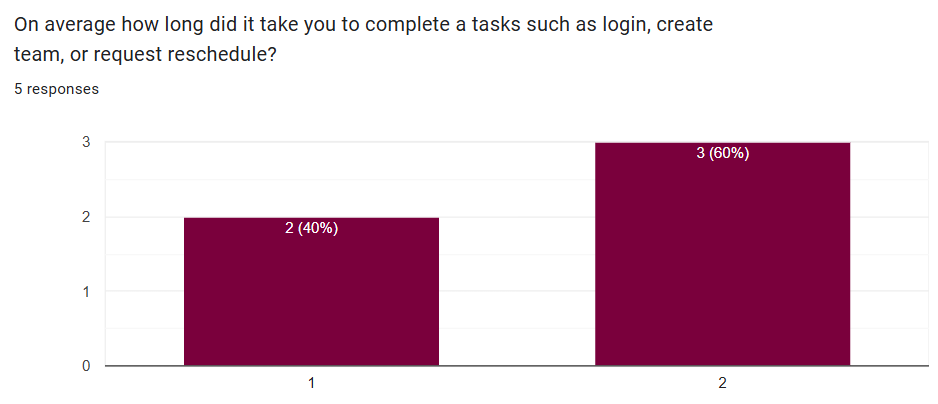 On average how long did it take you to complete a tasks such as login, create
team, or request reschedule?
5 responses
3
3 (60%)
2
2 (40%)
1
0
1
2